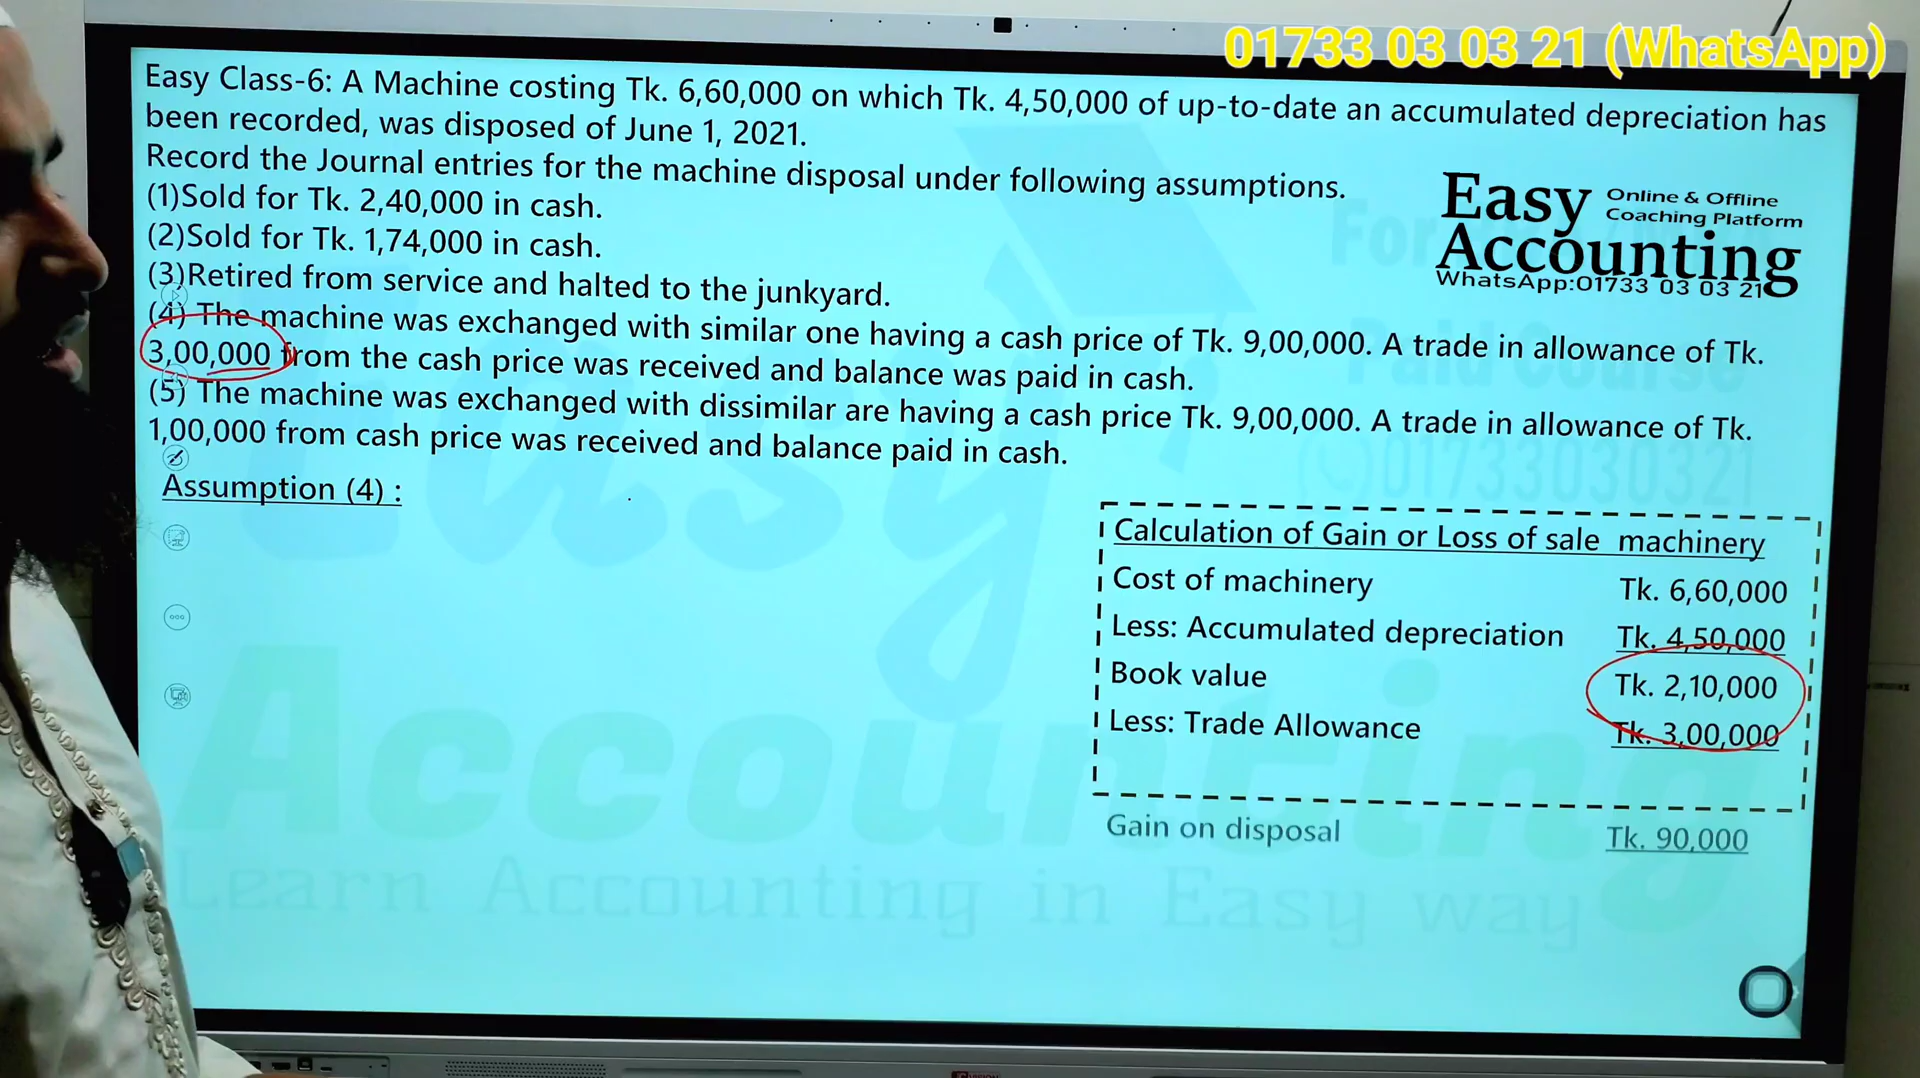 01733 03 03 21 (WhatsApp)
Easy Class-6: A Machine costing Tk. 6,60,000 on which Tk. 4,50,000 of up-to-date an accumulated depreciation has
been recorded, was disposed of June 1, 2021.
Record the Journal entries for the machine disposal under following assumptions.
(1)Sold for Tk. 2,40,000 in cash.
(2)Sold for Tk. 1,74,000 in cash.
(3)Retired from service and halted to the junkyard.
(4) The machine was exchanged with similar one having a cash price of Tk. 9,00,000. A trade in allowance of Tk.
3,00,000 from the cash price was received and balance was paid in cash.
(5) The machine was exchanged with dissimilar are having a cash price Tk. 9,00,000. A trade in allowance of Tk.
1,00,000 from cash price was received and balance paid in cash.
Easy Online & Offline
Coaching Platform
Accounting
WhatsApp:01733 03 03 21
Assumption (4) :
Calculation of Gain or Loss of sale machinery
Cost of machinery Tk. 6,60,000
Less: Accumulated depreciation Tk. 4,50,000
Book value Tk. 2,10,000
Less: Trade Allowance Tk. 3,00,000
Gain on disposal Tk. 90,000
For
Paid Course
01733030321
Easy
Accounting
Learn Accounting in Easy way